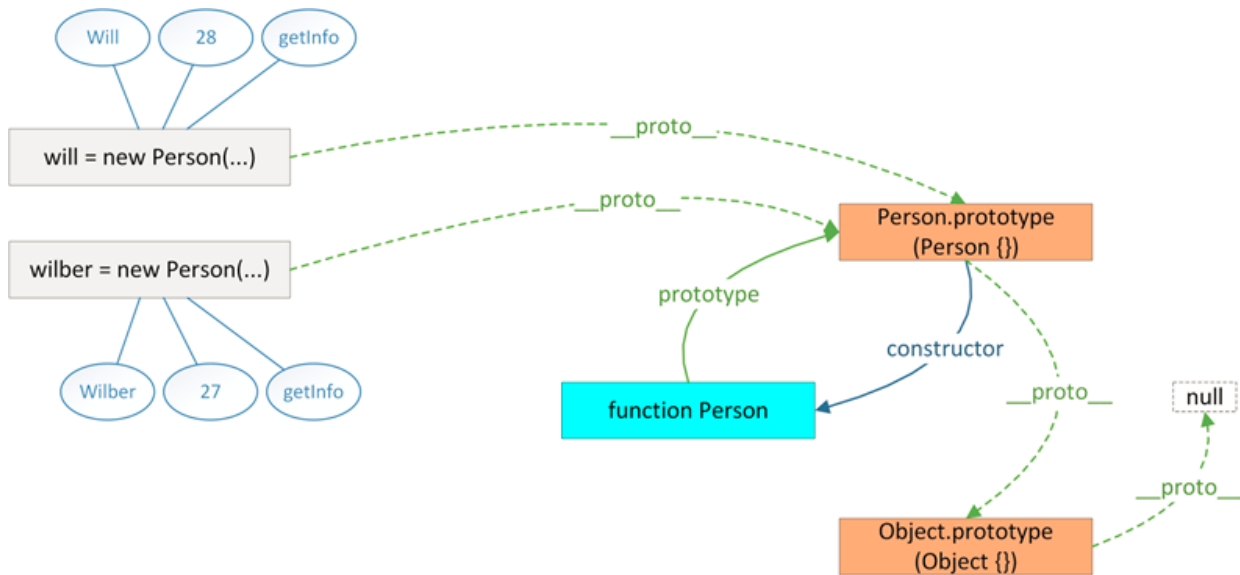 Will
28
getInfo
will = new Person(...)
__proto__
__proto__
Person.prototype
(Person {})
wilber = new Person(...)
prototype
constructor
Wilber
27
getInfo
function Person
__proto__
null
__proto__
Object.prototype
(Object {})